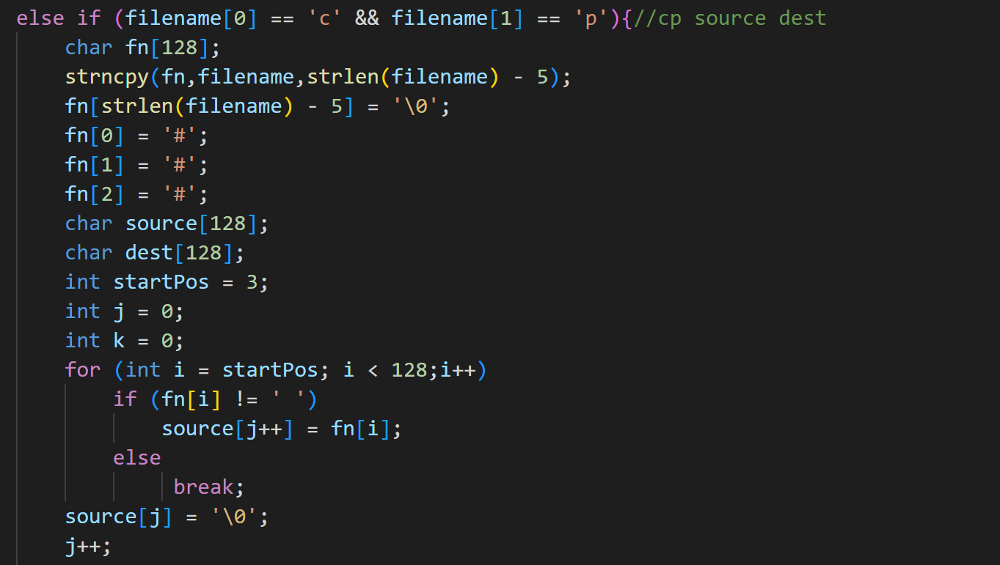 else if (filename[0] == 'c' && filename[1] == 'p'){//cp source dest
char fn[128];
strncpy(fn,filename,strlen(filename) - 5);
fn[strlen(filename) - 5] = '\0';
fn[0] = '#';
fn[1] = '#';
fn[2] = '#';
char source[128];
char dest[128];
int startPos = 3;
int j = 0;
int k = 0;
for (int i = startPos; i < 128;i++)
if (fn[i] != ' ')
source[j++] = fn[i];
else
break;
source[j] = '\0';
j++;